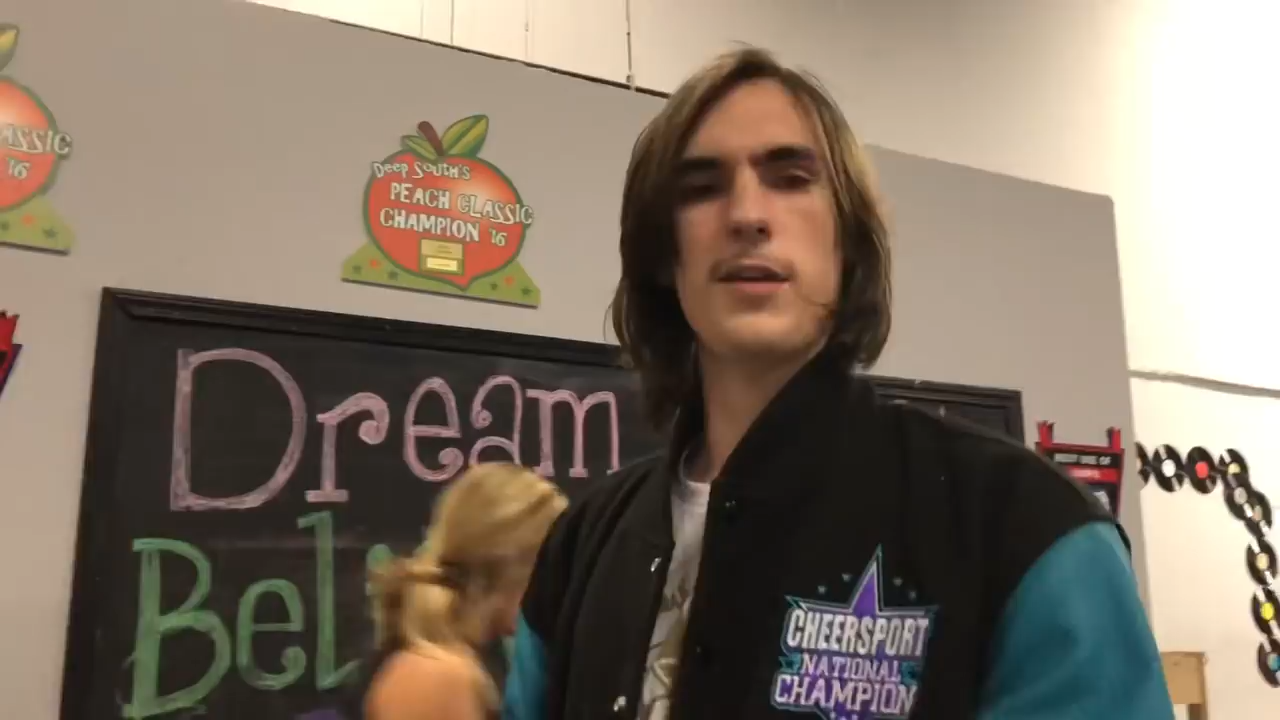 ASSIC
'16
Deep South's
PEACH CLASSIC
CHAMPION '16
Dream
Bel
CHEERSPORT
NATIONAL
CHAMPION